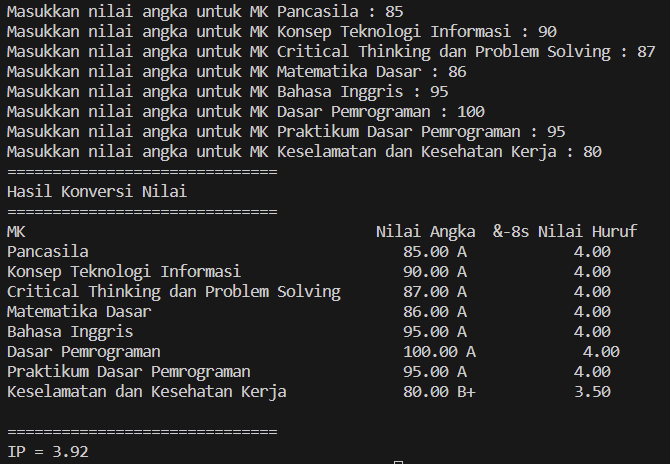 Masukkan nilai angka untuk MK Pancasila : 85
Masukkan nilai angka untuk MK Konsep Teknologi Informasi : 90
Masukkan nilai angka untuk MK Critical Thinking dan Problem Solving : 87
Masukkan nilai angka untuk MK Matematika Dasar : 86
Masukkan nilai angka untuk MK Bahasa Inggris : 95
Masukkan nilai angka untuk MK Dasar Pemrograman : 100
Masukkan nilai angka untuk MK Praktikum Dasar Pemrograman : 95
Masukkan nilai angka untuk MK Keselamatan dan Kesehatan Kerja : 80
==============================
Hasil Konversi Nilai
==============================
MK Nilai Angka &-8s Nilai Huruf
Pancasila 85.00 A 4.00
Konsep Teknologi Informasi 90.00 A 4.00
Critical Thinking dan Problem Solving 87.00 A 4.00
Matematika Dasar 86.00 A 4.00
Bahasa Inggris 95.00 A 4.00
Dasar Pemrograman 100.00 A 4.00
Praktikum Dasar Pemrograman 95.00 A 4.00
Keselamatan dan Kesehatan Kerja 80.00 B+ 3.50
==============================
IP = 3.92